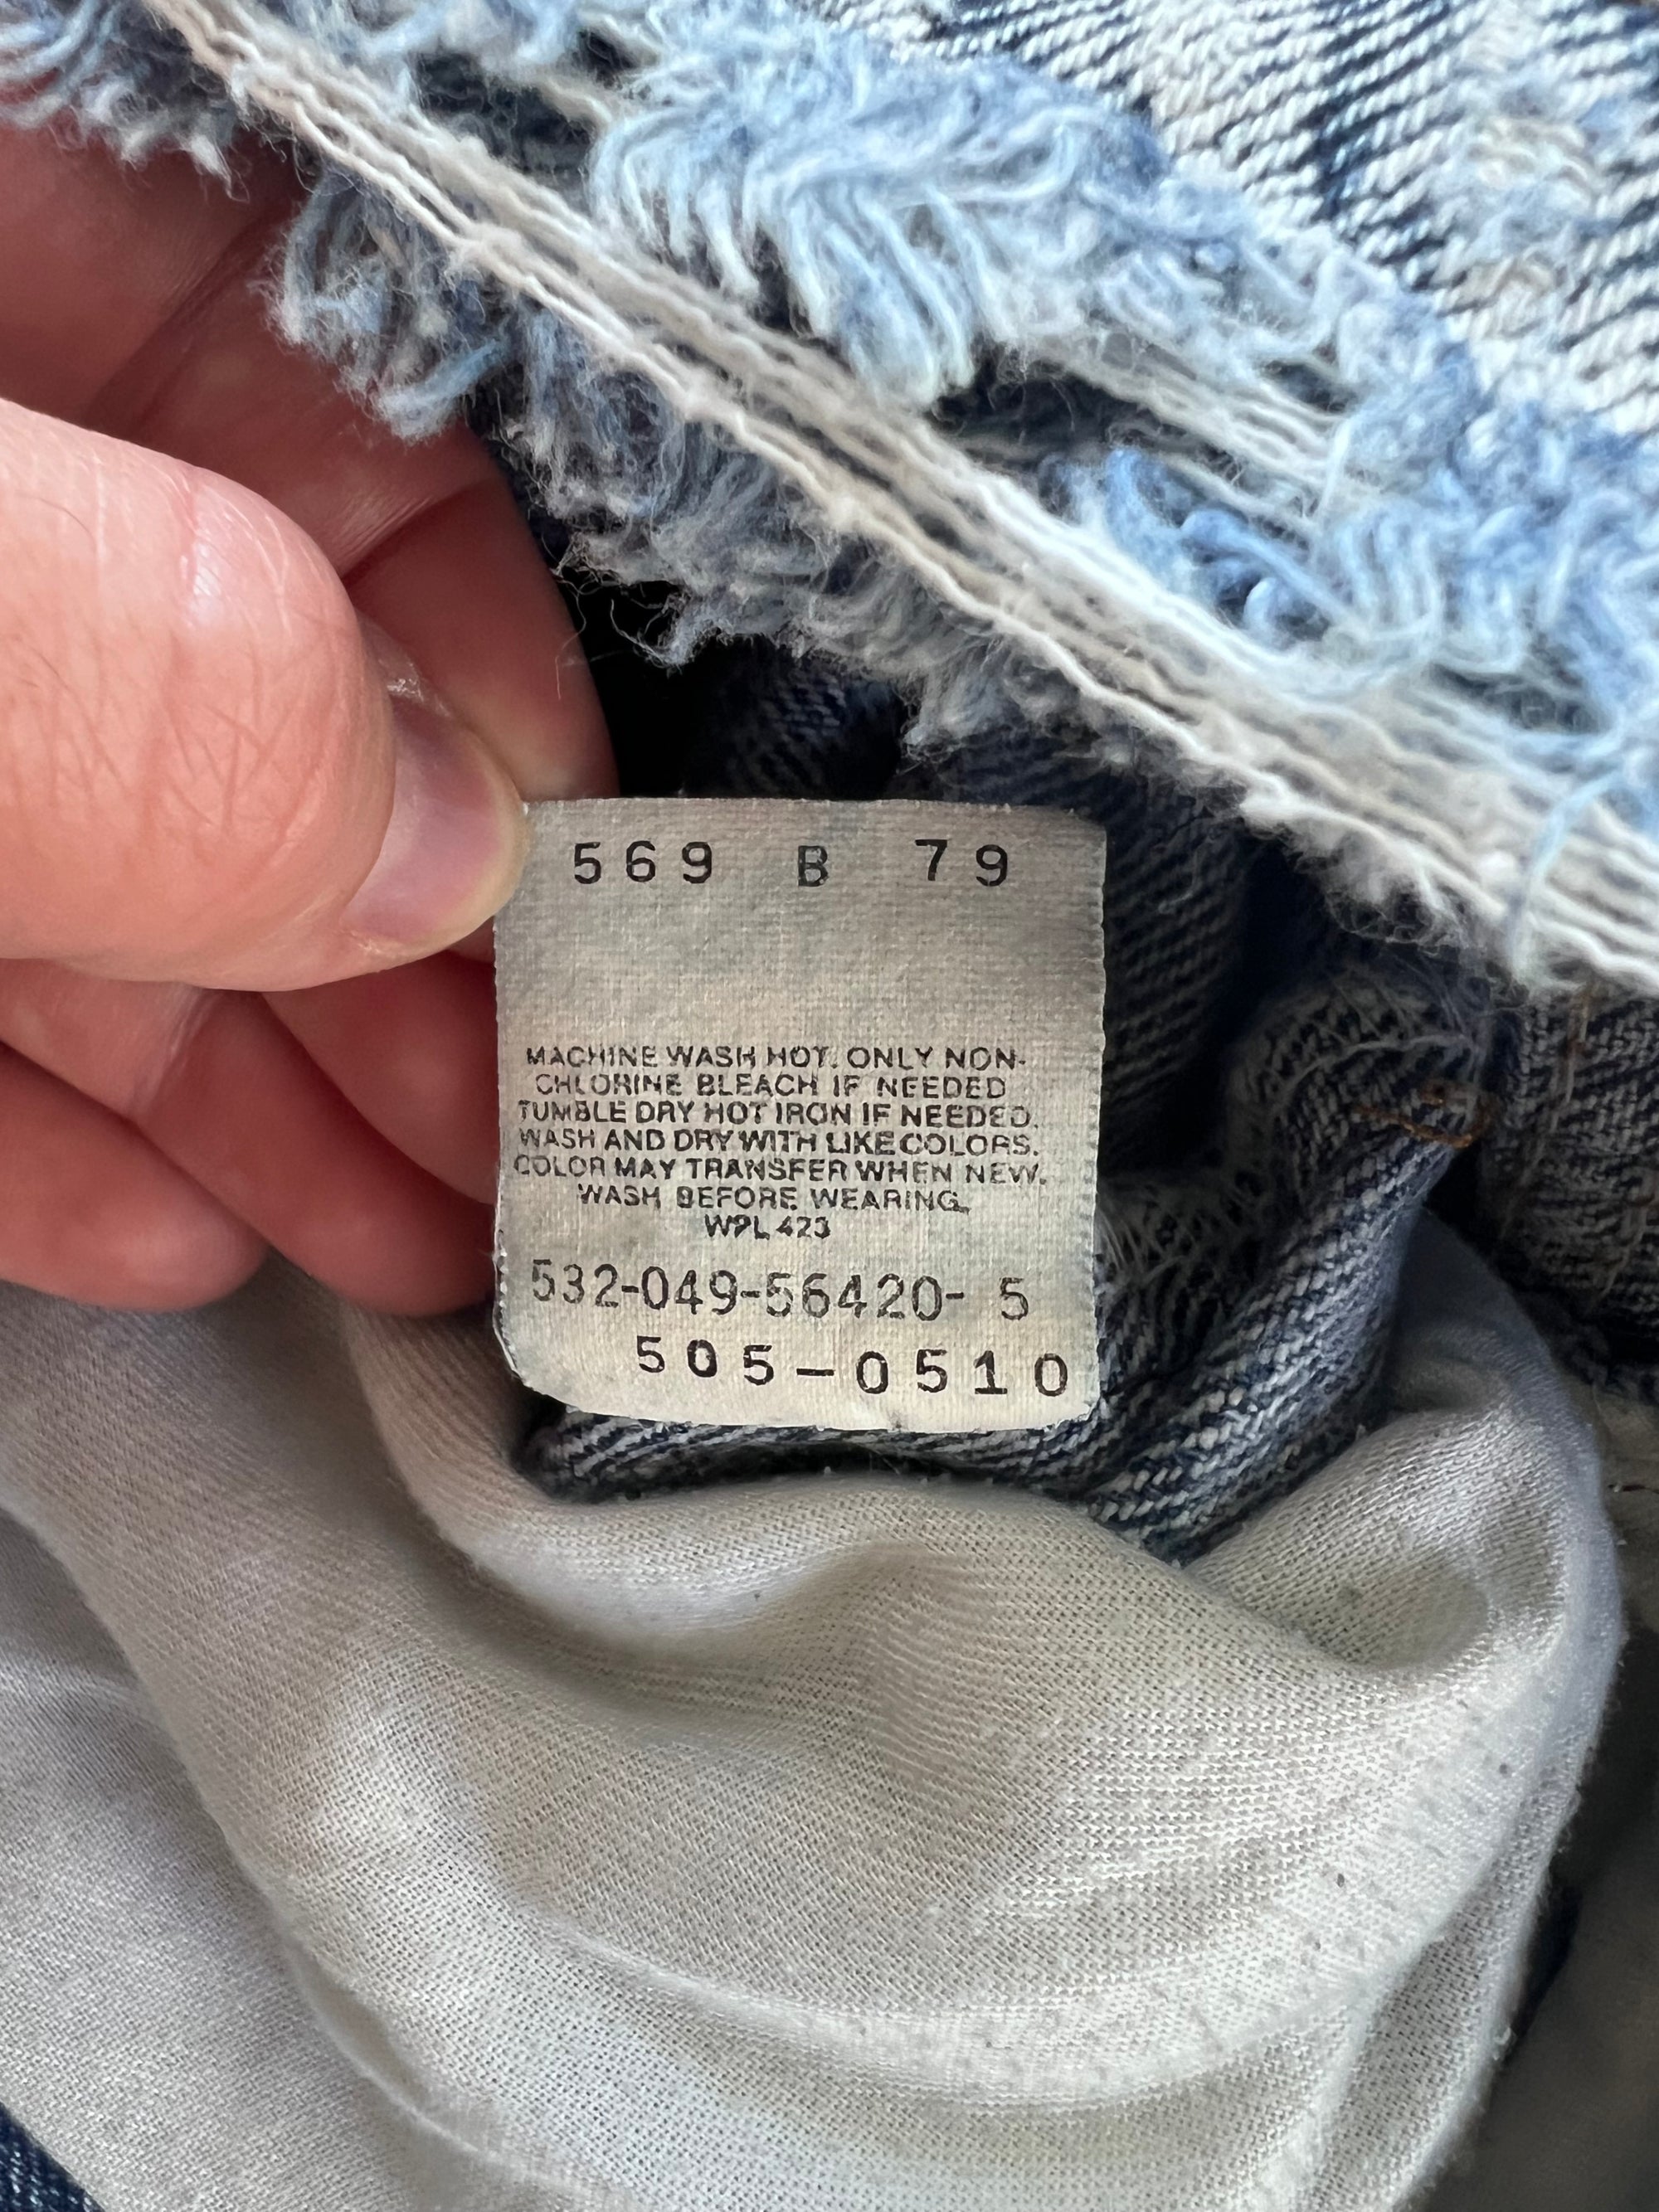 569 B 79
MACHINE WASH HOT. ONLY NON-
CHLORINE BLEACH IF NEEDED
TUMBLE DRY HOT IRON IF NEEDED.
WASH AND DRY WITH LIKE COLORS.
COLOR MAY TRANSFER WHEN NEW.
WASH BEFORE WEARING.
WPL 423
532-049-56420- 5
505-0510